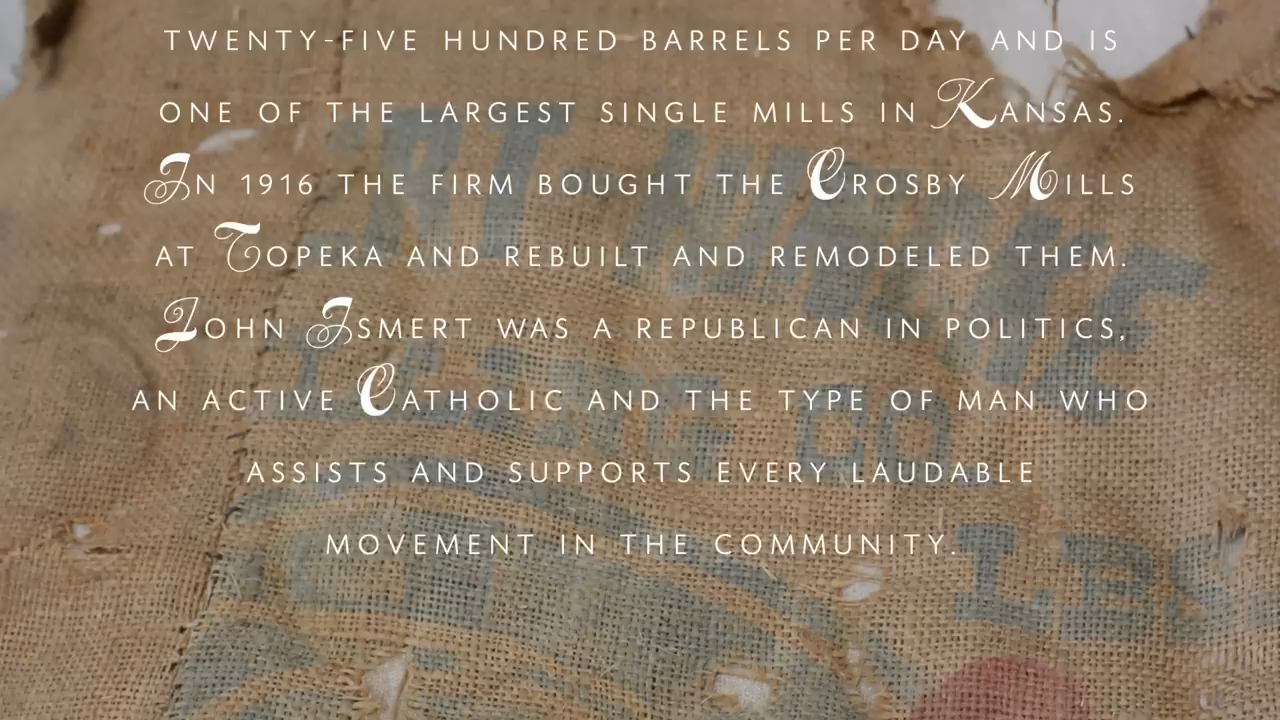 TWENTY-FIVE HUNDRED BARRELS PER DAY AND IS
ONE OF THE LARGEST SINGLE MILLS IN KANSAS.
IN 1916 THE FIRM BOUGHT THE CROSBY MILLS
AT TOPEKA AND REBUILT AND REMODELED THEM.
JOHN ISMERT WAS A REPUBLICAN IN POLITICS,
AN ACTIVE CATHOLIC AND THE TYPE OF MAN WHO
ASSISTS AND SUPPORTS EVERY LAUDABLE
MOVEMENT IN THE COMMUNITY.